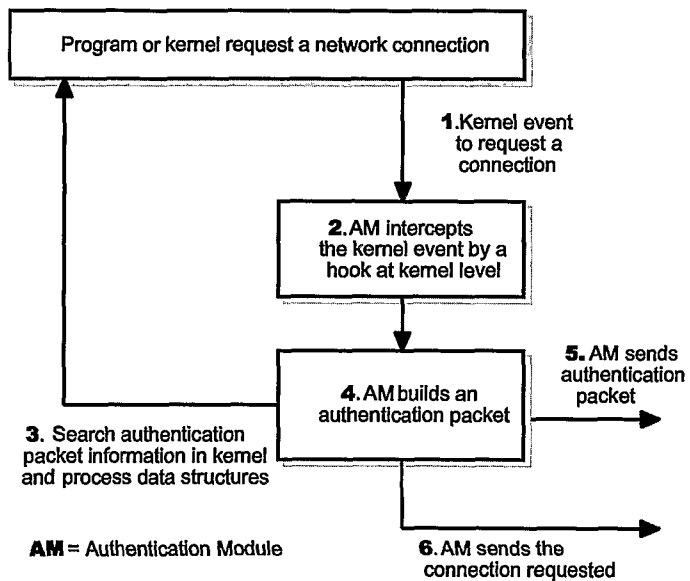 Program or kernel request a network connection
1.Kernel event
to request a
connection
2.AM intercepts
the kernel event by a
hook at kernel level
3. Search authentication
packet information in kernel
and process data structures
4.AM builds an
authentication packet
5. AM sends
authentication
packet
6.AM sends the
connection requested
AM = Authentication Module